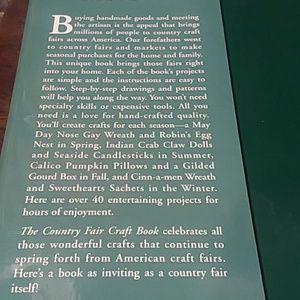 Buying handmade goods and meeting
the artisan is the appeal that brings
millions of people to country craft
fairs across America. Our forefathers went
to country fairs and markets to make
seasonal purchases for the home and family.
This unique book brings those fairs right
into your home. Each of the book's projects
are simple and the instructions are easy to
follow. Step-by-step drawings and patterns
will help you along the way. You won't need
specialty skills or expensive tools. All you
need is a love for hand-crafted quality.
You'll create crafts for each season—a May
Day Nose Gay Wreath and Robin's Egg
Nest in Spring, Indian Crab Claw Dolls
and Seaside Candlesticks in Summer,
Calico Pumpkin Pillows and a Gilded
Gourd Box in Fall, and Cinn-a-men Wreath
and Sweethearts Sachets in the Winter.
Here are over 40 entertaining projects for
hours of enjoyment.
The Country Fair Craft Book celebrates all
those wonderful crafts that continue to
spring forth from American craft fairs.
Here's a book as inviting as a country fair
itself!